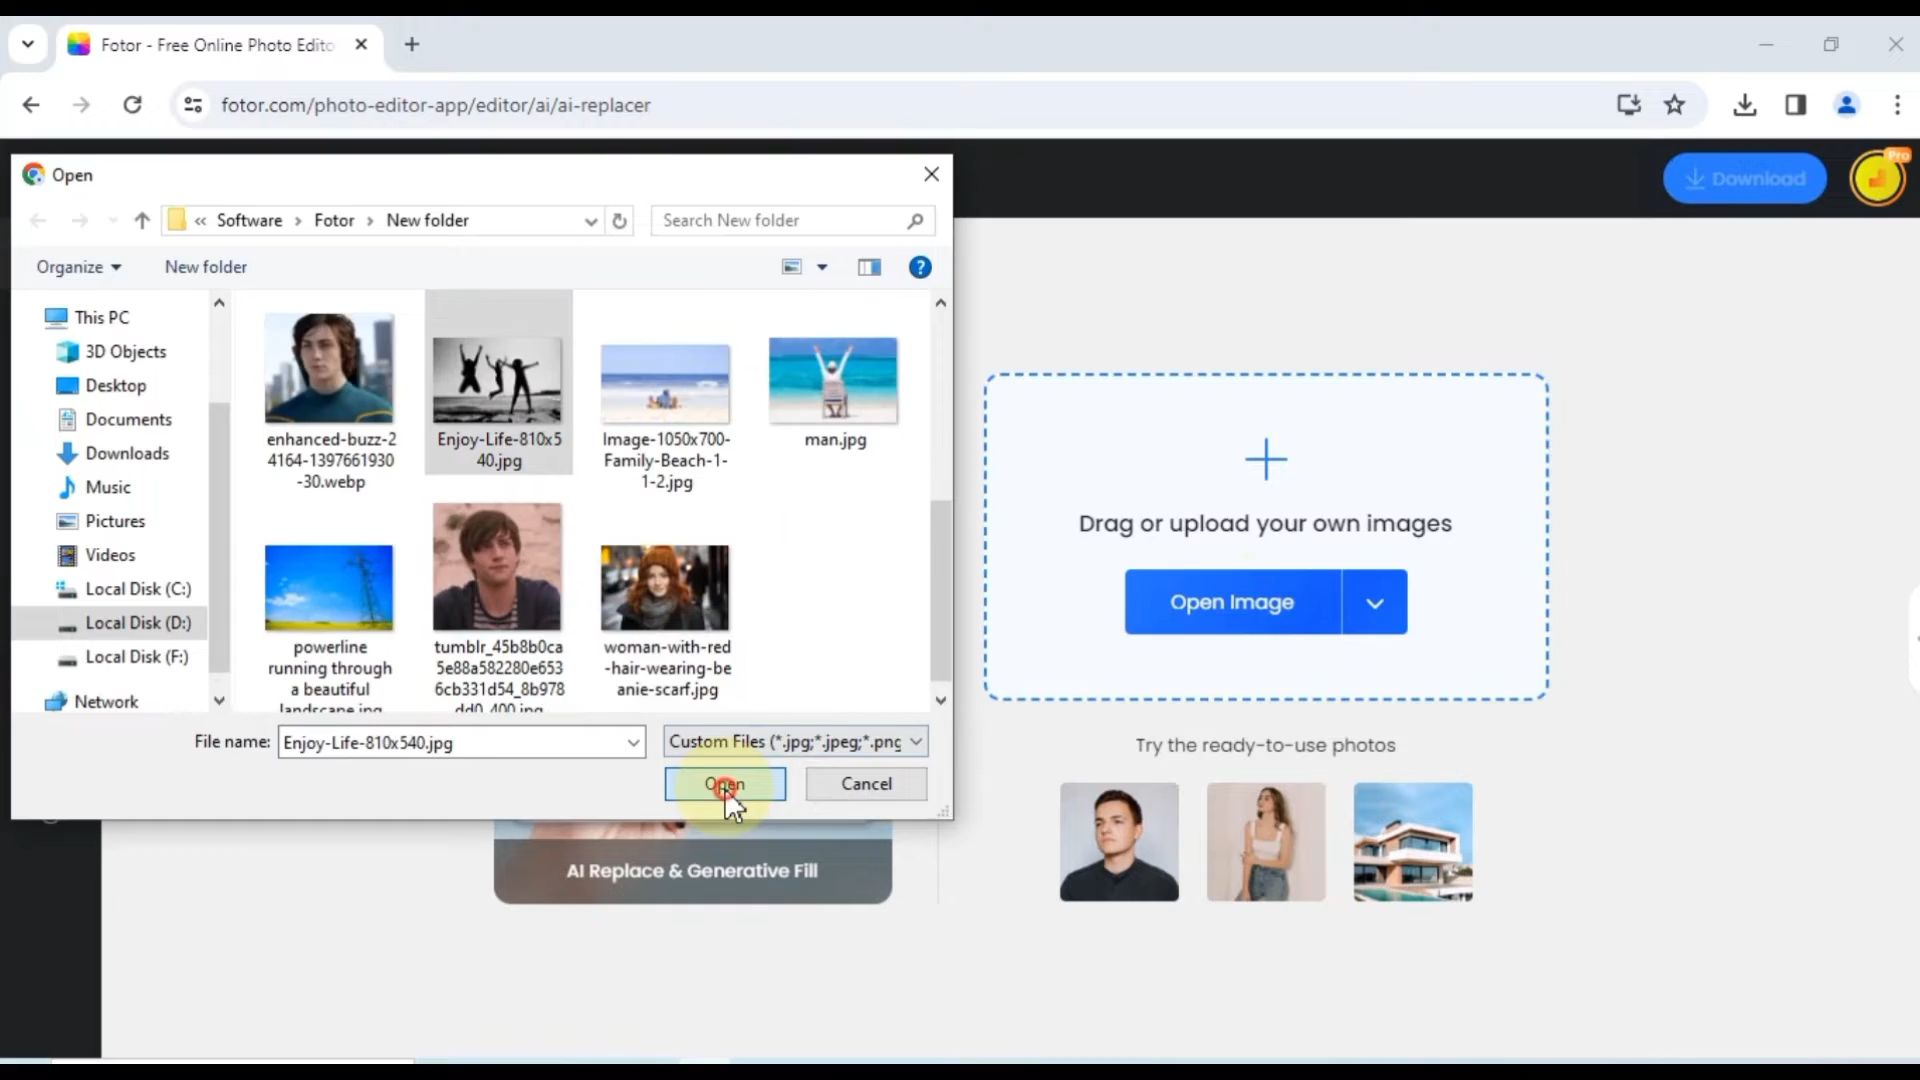 Fotor - Free Online Photo Edito
fotor.com/photo-editor-app/editor/ai/ai-replacer
Open
Pro
Download
« Software › Fotor › New folder
Search New folder
Organize
New folder
This PC
3D Objects
Desktop
Documents
Downloads
Music
Pictures
Videos
Local Disk (C:)
Local Disk (D:)
Local Disk (F:)
Network
enhanced-buzz-2
4164-1397661930
-30.webp
Enjoy-Life-810x5
40.jpg
Image-1050x700-
Family-Beach-1-
1-2.jpg
man.jpg
powerline
running through
a beautiful
landscape.jpg
tumblr_45b8b0ca
5e88a582280e653
6cb331d54_8b978
dd0_400.jpg
woman-with-red
-hair-wearing-be
anie-scarf.jpg
File name: Enjoy-Life-810x540.jpg
Custom Files (*.jpg;*.jpeg;*.png
Open
Cancel
Drag or upload your own images
Open Image
Try the ready-to-use photos
AI Replace & Generative Fill